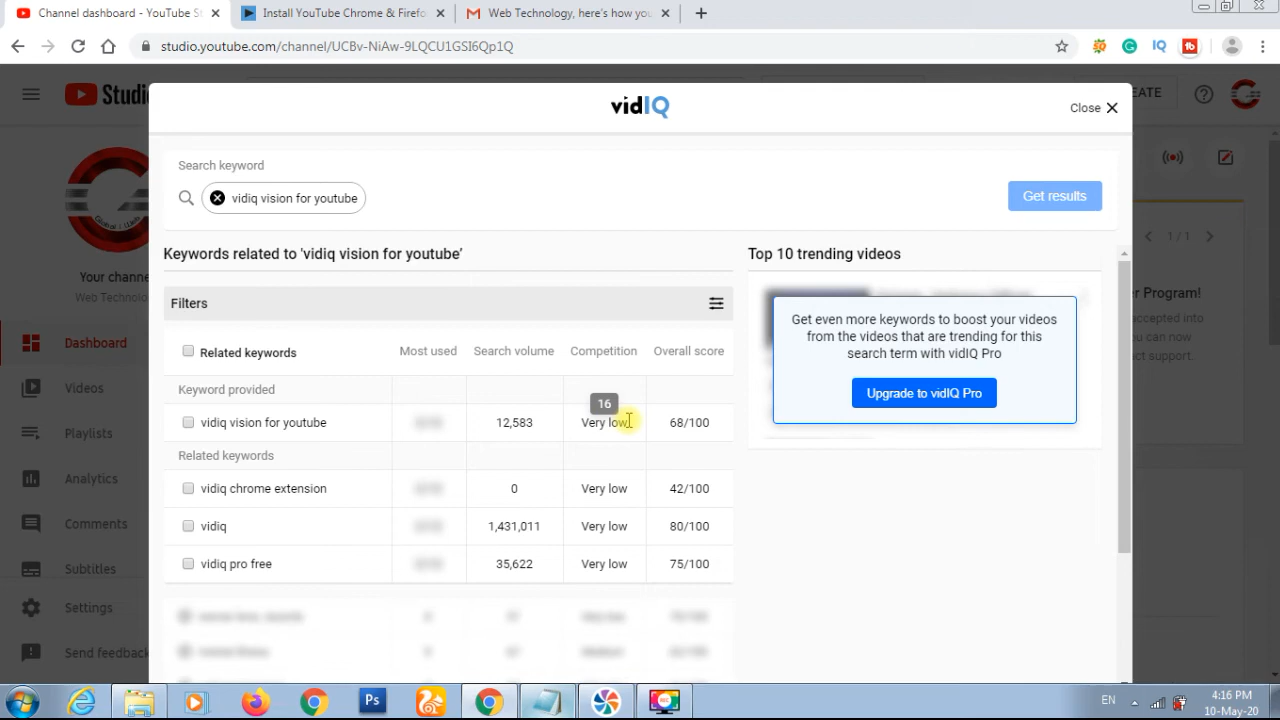 Channel dashboard - YouTube St
Install YouTube Chrome & Firefo
Web Technology, here's how you
studio.youtube.com/channel/UCBv-NiAw-9LQCU1GSI6Qp1Q
Studio
EATE
vidIQ
Close
Search keyword
vidiq vision for youtube
Get results
Keywords related to 'vidiq vision for youtube'
Top 10 trending videos
Filters
Related keywords
Most used
Search volume
Competition
Overall score
Keyword provided
16
vidiq vision for youtube
12,583
Very low
68/100
Related keywords
vidiq chrome extension
0
Very low
42/100
vidiq
1,431,011
Very low
80/100
vidiq pro free
35,622
Very low
75/100
Get even more keywords to boost your videos
from the videos that are trending for this
search term with vidIQ Pro
Upgrade to vidIQ Pro
Your channe
Web Technolo
Dashboard
Videos
Playlists
Analytics
Comments
Subtitles
Settings
Send feedback
1 / 1
er Program!
accepted into
ou can now
act support.
EN
4:16 PM
10-May-20